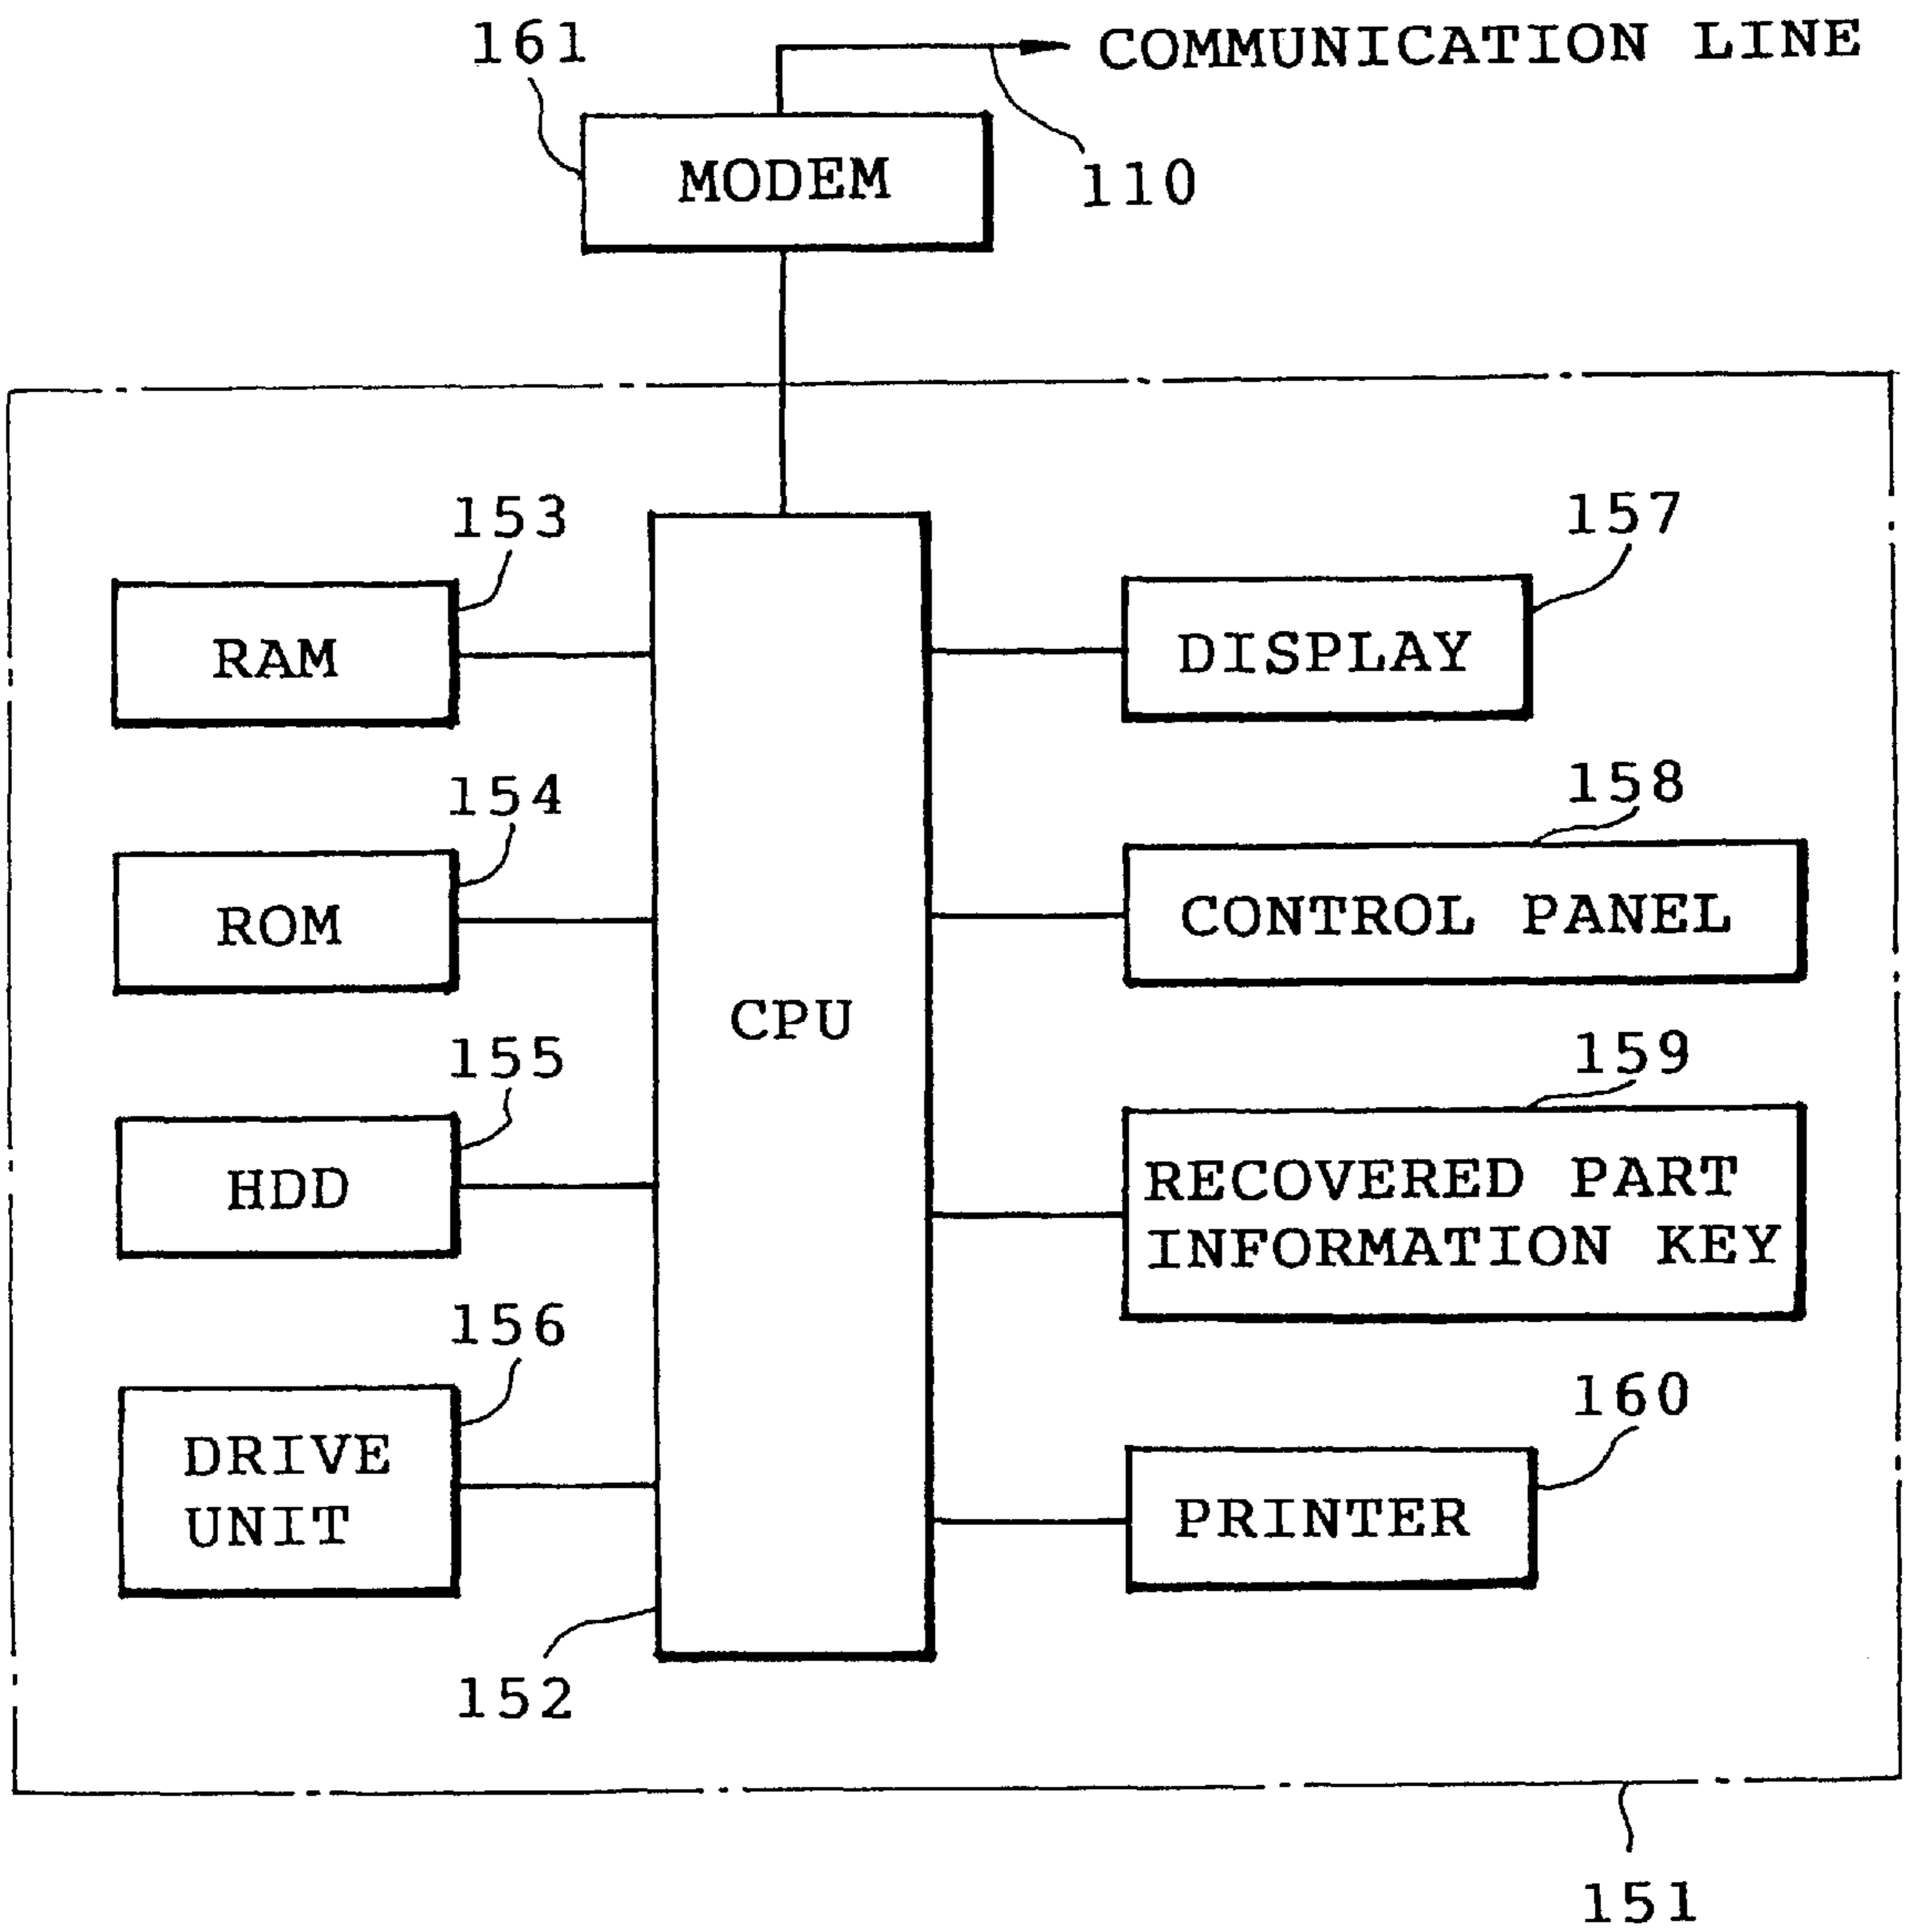 161
COMMUNICATION LINE
MODEM
110
153
157
RAM
DISPLAY
154
158
ROM
CONTROL PANEL
CPU
155
159
HDD
RECOVERED PART
INFORMATION KEY
156
160
DRIVE
UNIT
PRINTER
152
151